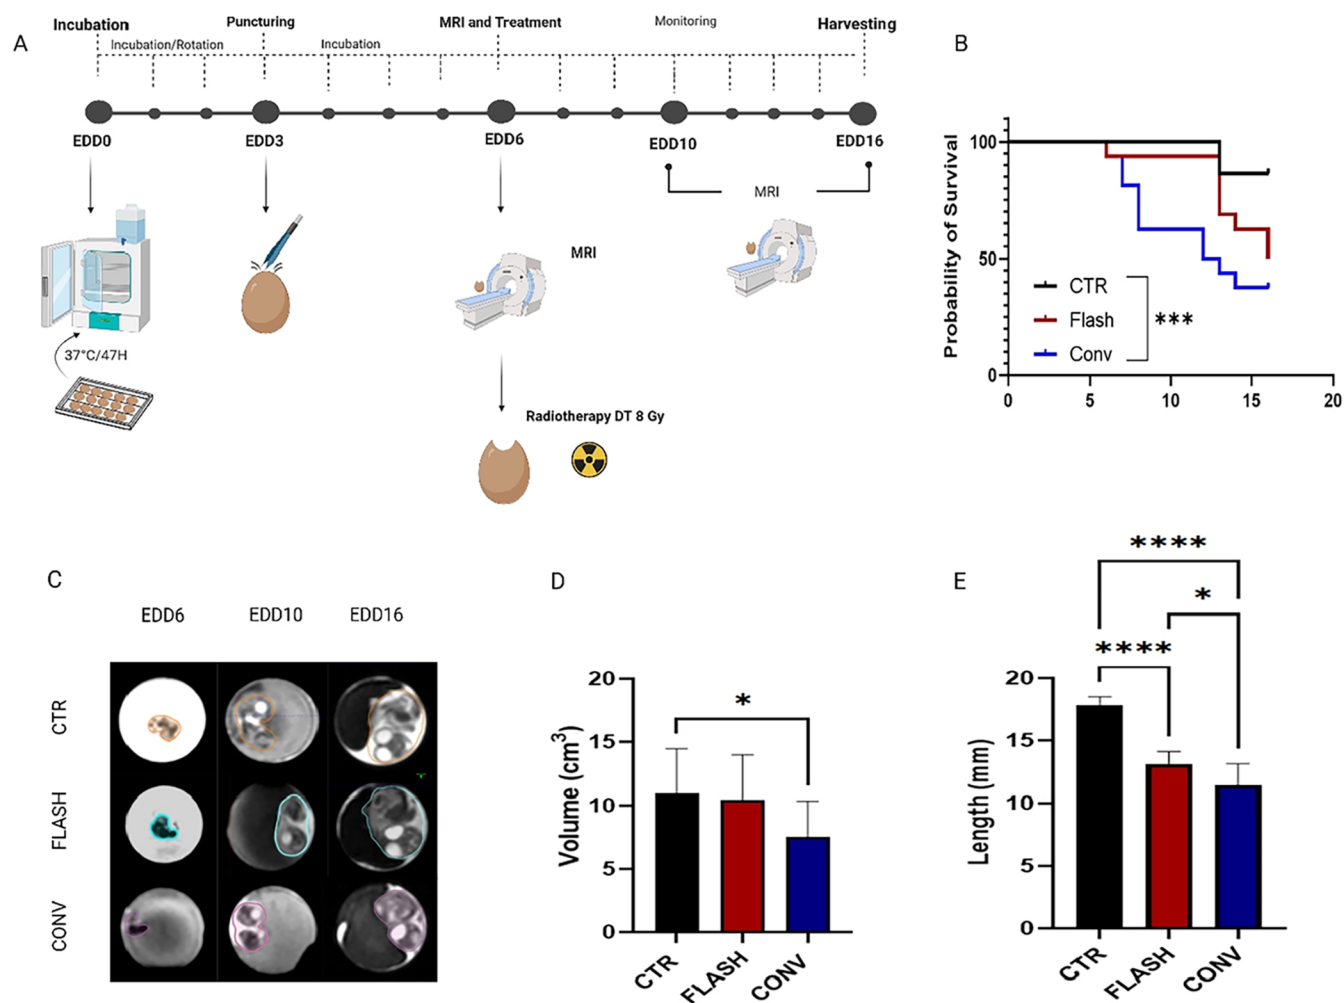 A
Incubation
Puncturing
MRI and Treatment
Monitoring
Harvesting
Incubation/Rotation
Incubation
EDD0
EDD3
EDD6
EDD10
EDD16
MRI
MRI
37°C/47H
Radiotherapy DT 8 Gy
B
Probability of Survival
100
50
0
0
5
10
15
20
CTR
Flash
Conv
***
C
EDD6
EDD10
EDD16
CTR
FLASH
CONV
D
Volume (cm³)
20
15
10
5
0
*
CTR
FLASH
CONV
E
Length (mm)
20
15
10
5
0
****
*
****
CTR
FLASH
CONV